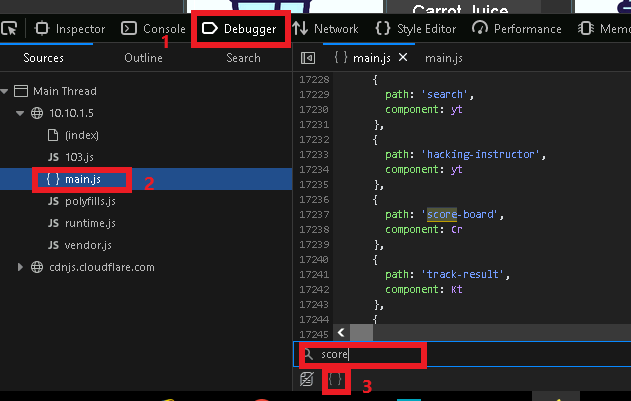 Carrot Juice
Inspector
Console
Debugger
Network
Style Editor
Performance
Memo
1
Sources
Outline
Search
{ } main.js
main.js
Main Thread
10.10.1.5
(index)
JS 103.js
{ } main.js
2
JS polyfills.js
JS runtime.js
JS vendor.js
cdnjs.cloudflare.com
17228 {
17229 path: 'search',
17230 component: yt
17231 },
17232 {
17233 path: 'hacking-instructor',
17234 component: yt
17235 },
17236 {
17237 path: 'score-board',
17238 component: Cr
17239 },
17240 {
17241 path: 'track-result',
17242 component: Kt
17243 },
17244 {
17245
score
{ }
3